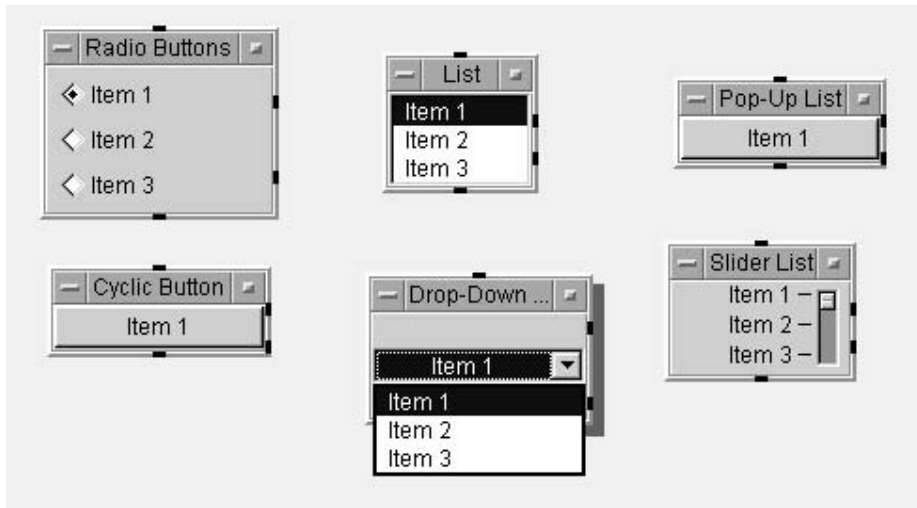 Radio Buttons
Item 1
Item 2
Item 3
List
Item 1
Item 2
Item 3
Pop-Up List
Item 1
Cyclic Button
Item 1
Drop-Down ...
Item 1
Item 1
Item 2
Item 3
Slider List
Item 1
Item 2
Item 3